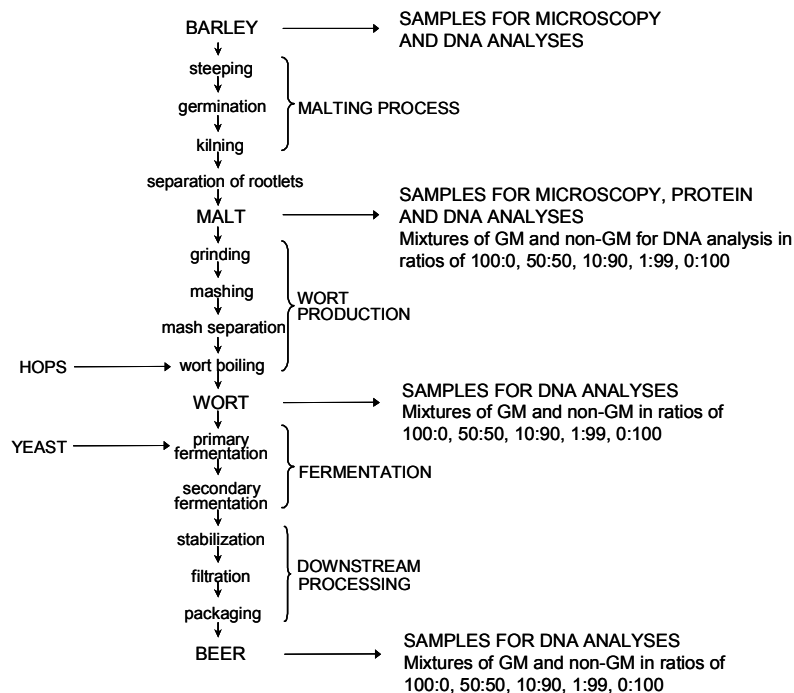 BARLEY
SAMPLES FOR MICROSCOPY
AND DNA ANALYSES
steeping
germination
kilning
MALTING PROCESS
separation of rootlets
MALT
SAMPLES FOR MICROSCOPY, PROTEIN
AND DNA ANALYSES
Mixtures of GM and non-GM for DNA analysis in
ratios of 100:0, 50:50, 10:90, 1:99, 0:100
grinding
mashing
mash separation
WORT
PRODUCTION
HOPS
wort boiling
WORT
SAMPLES FOR DNA ANALYSES
Mixtures of GM and non-GM in ratios of
100:0, 50:50, 10:90, 1:99, 0:100
YEAST
primary
fermentation
secondary
fermentation
FERMENTATION
stabilization
filtration
packaging
DOWNSTREAM
PROCESSING
BEER
SAMPLES FOR DNA ANALYSES
Mixtures of GM and non-GM in ratios of
100:0, 50:50, 10:90, 1:99, 0:100